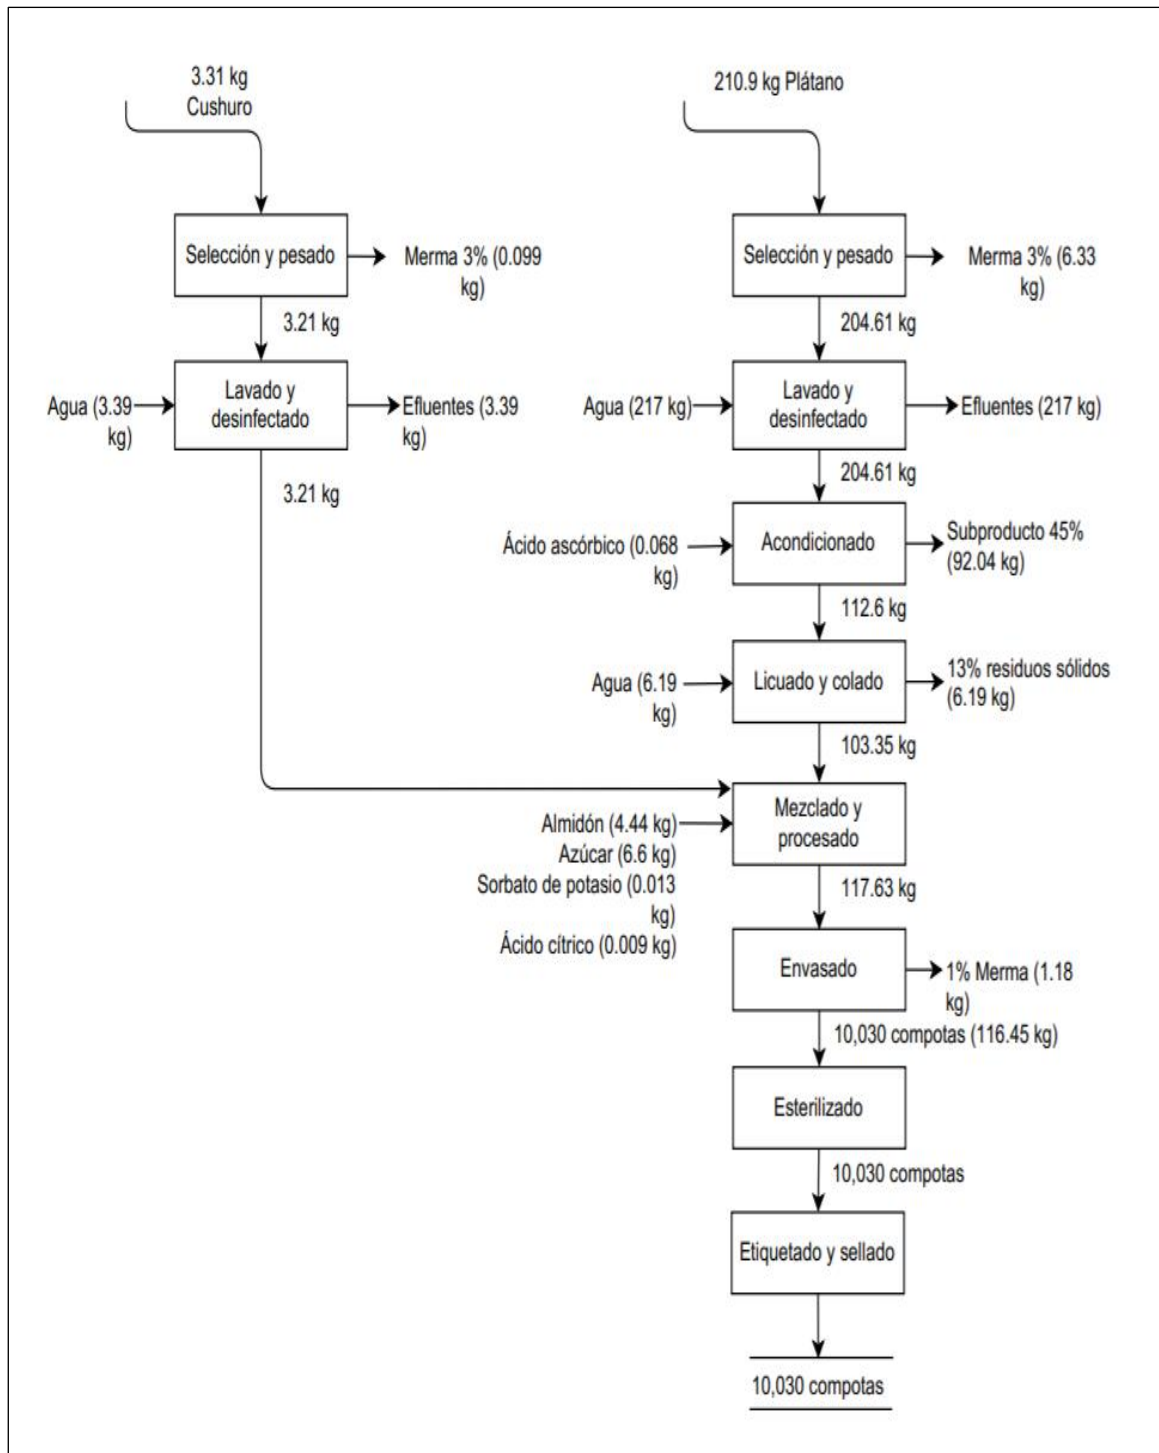 3.31 kg
Cushuro
210.9 kg Plátano
Selección y pesado
Merma 3% (0.099
kg)
Selección y pesado
Merma 3% (6.33
kg)
3.21 kg
204.61 kg
Agua (3.39
kg)
Lavado y
desinfectado
Efluentes (3.39
kg)
Agua (217 kg)
Lavado y
desinfectado
Efluentes (217 kg)
3.21 kg
204.61 kg
Ácido ascórbico (0.068
kg)
Acondicionado
Subproducto 45%
(92.04 kg)
112.6 kg
Agua (6.19
kg)
Licuado y colado
13% residuos sólidos
(6.19 kg)
103.35 kg
Almidón (4.44 kg)
Azúcar (6.6 kg)
Sorbato de potasio (0.013
kg)
Ácido cítrico (0.009 kg)
Mezclado y
procesado
117.63 kg
Envasado
1% Merma (1.18
kg)
10,030 compotas (116.45 kg)
Esterilizado
10,030 compotas
Etiquetado y sellado
10,030 compotas